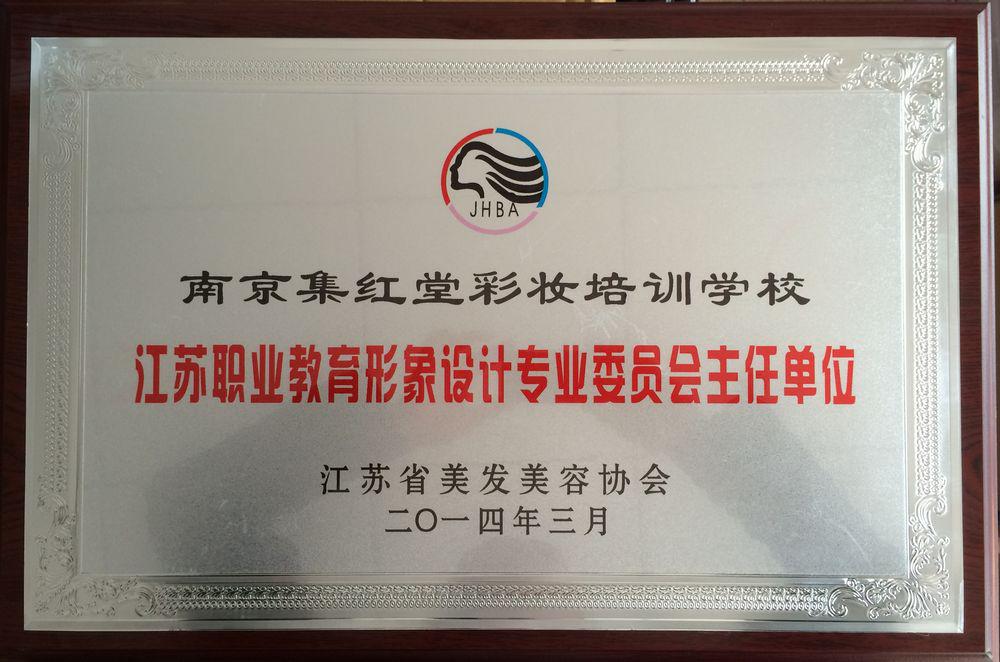 JHBA
南京集红堂彩妆培训学校
江苏职业教育形象设计专业委员会主任单位
江苏省美发美容协会
二〇一四年三月